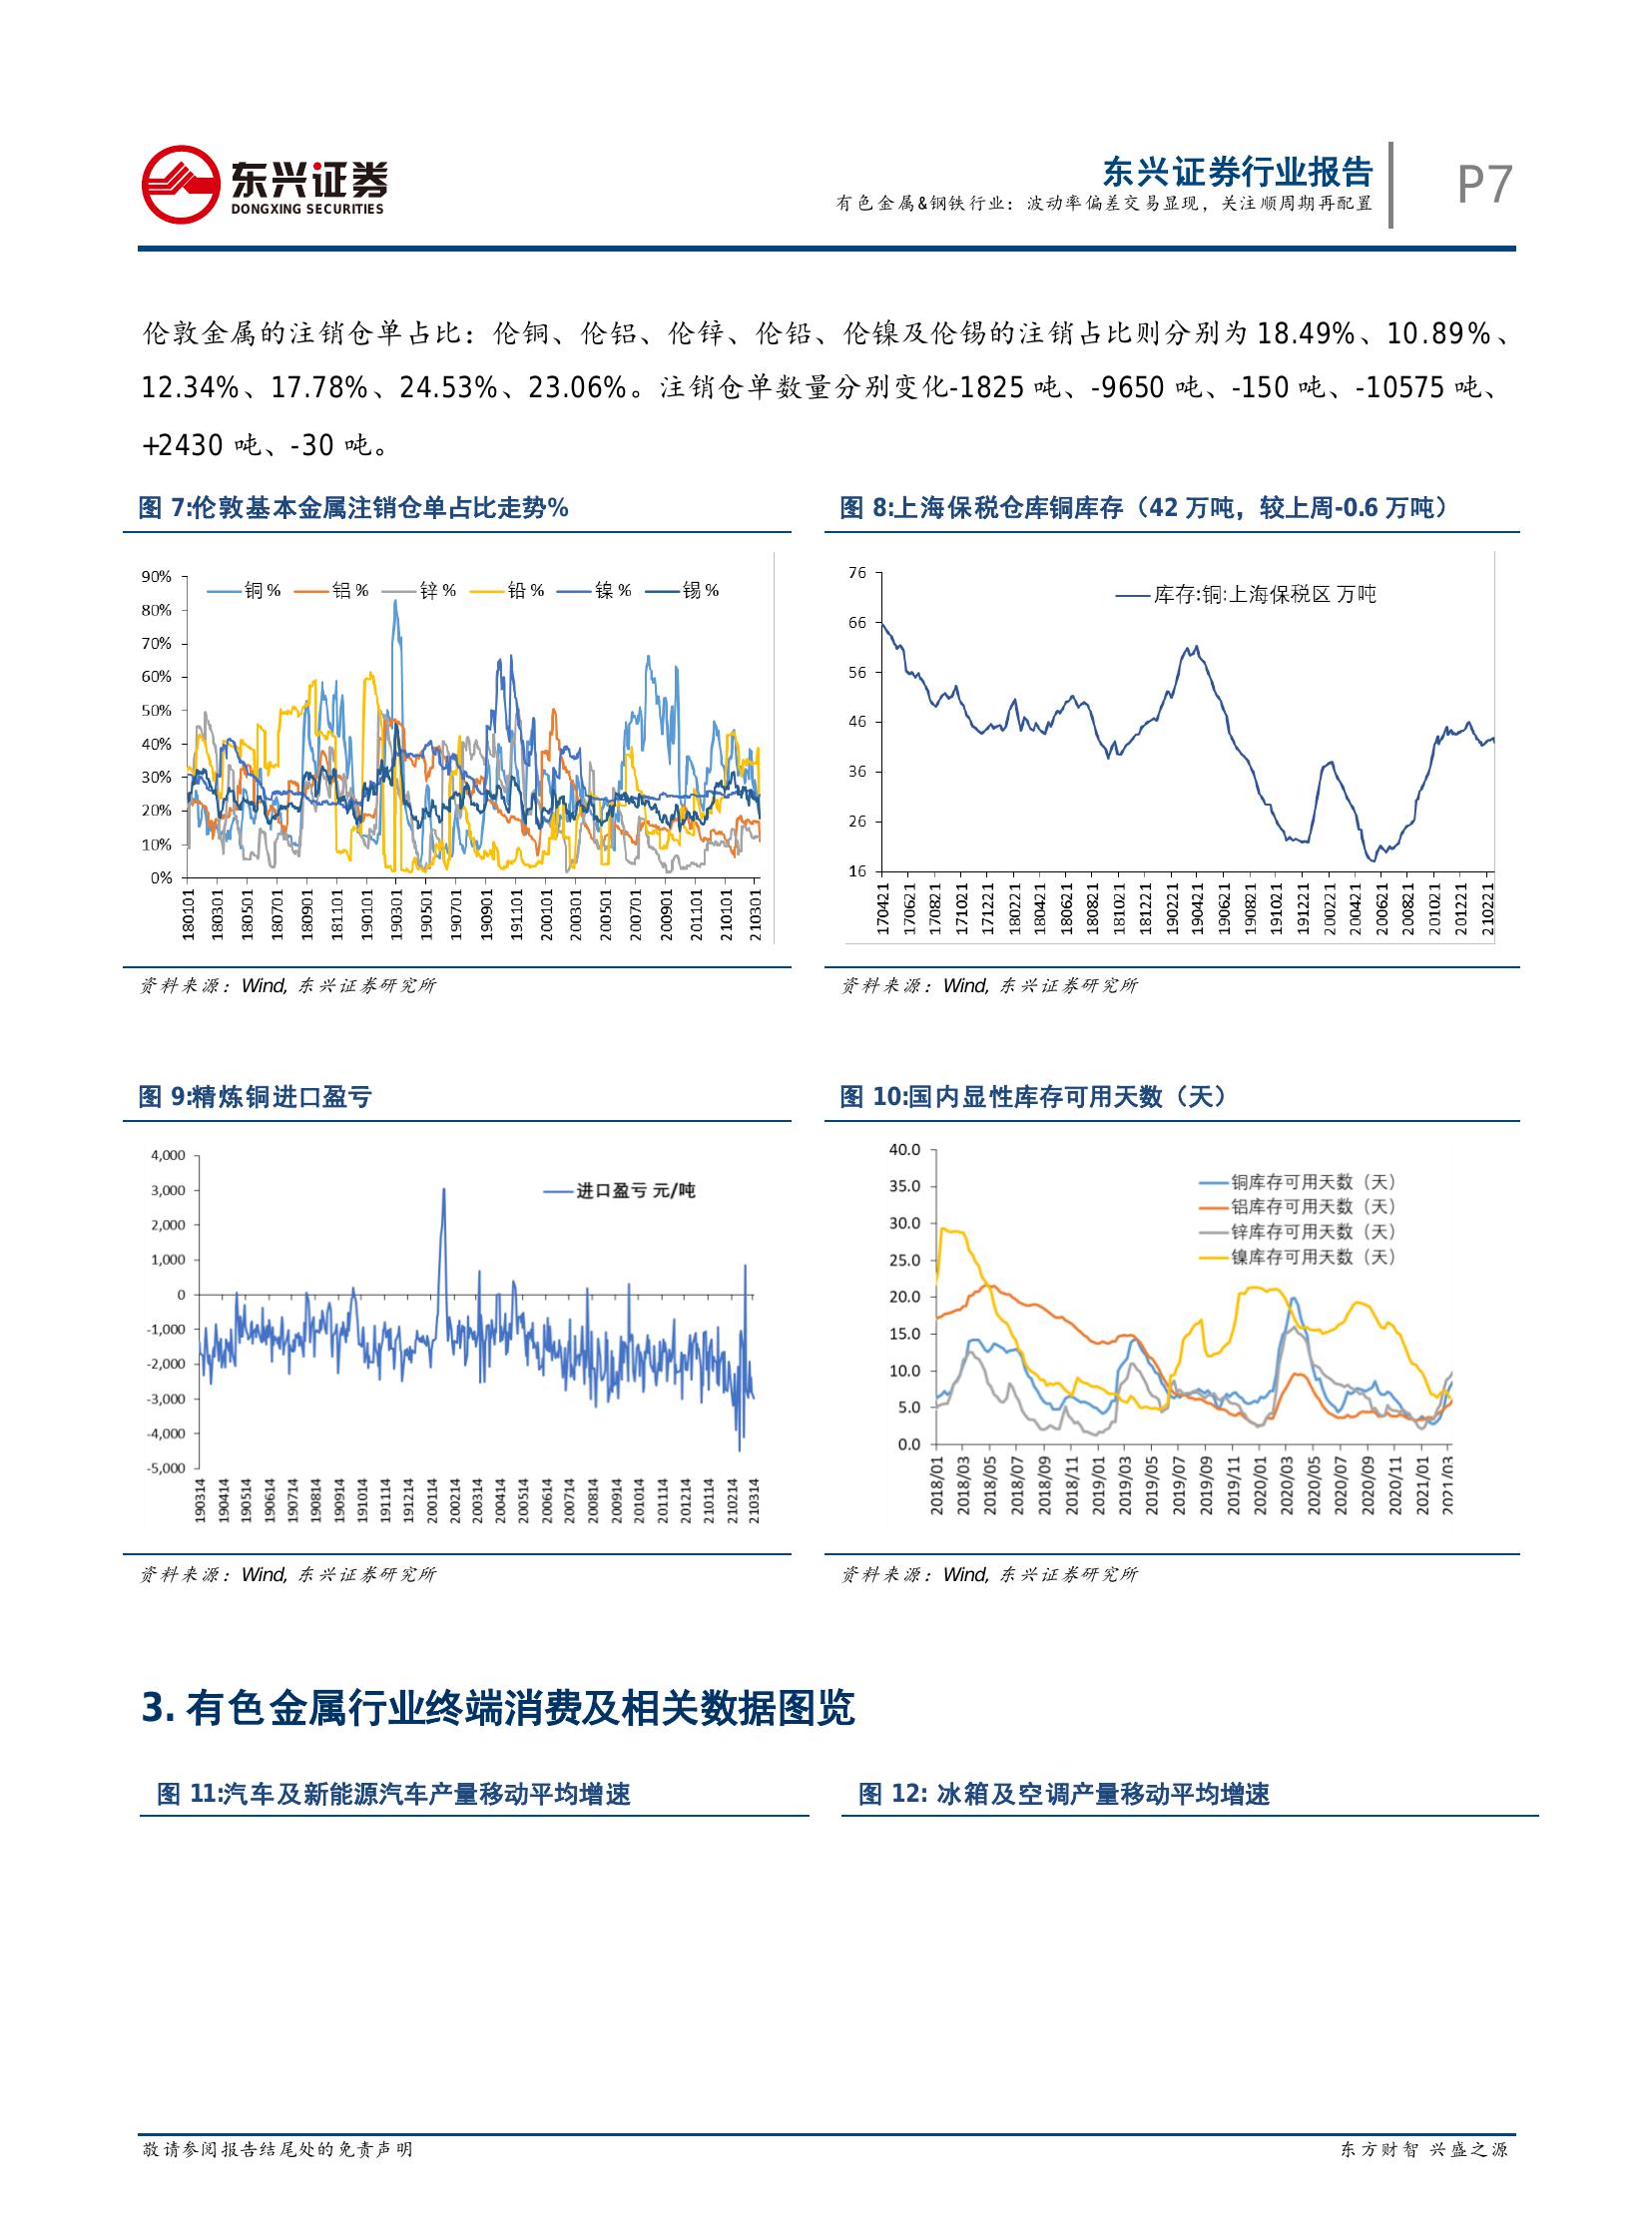 东兴证券
DONGXING SECURITIES
东兴证券行业报告
有色金属&钢铁行业：波动率偏差交易显现，关注顺周期再配置
P7
伦敦金属的注销仓单占比：伦铜、伦铝、伦锌、伦铅、伦镍及伦锡的注销占比则分别为 18.49%、10.89%、
12.34%、17.78%、24.53%、23.06%。注销仓单数量分别变化-1825 吨、-9650 吨、-150 吨、-10575 吨、
+2430 吨、-30 吨。
图 7:伦敦基本金属注销仓单占比走势%
铜 % 铝 % 锌 % 铅 % 镍 % 锡 %
90%
80%
70%
60%
50%
40%
30%
20%
10%
0%
180101 180301 180501 180701 180901 181101 190101 190301 190501 190701 190901 191101 200101 200301 200501 200701 200901 201101 210101 210301
资料来源：Wind, 东兴证券研究所
图 8:上海保税仓库铜库存（42 万吨，较上周-0.6 万吨）
库存:铜:上海保税区 万吨
76
66
56
46
36
26
16
170421 170621 170821 171021 171221 180221 180421 180621 180821 181021 181221 190221 190421 190621 190821 191021 191221 200221 200421 200621 200821 201021 201221 210221
资料来源：Wind, 东兴证券研究所
图 9:精炼铜进口盈亏
进口盈亏 元/吨
4,000
3,000
2,000
1,000
0
-1,000
-2,000
-3,000
-4,000
-5,000
190314 190414 190514 190614 190714 190814 190914 191014 191114 191214 200114 200214 200314 200414 200514 200614 200714 200814 200914 201014 201114 201214 210114 210214 210314
资料来源：Wind, 东兴证券研究所
图 10:国内显性库存可用天数（天）
铜库存可用天数（天）
铝库存可用天数（天）
锌库存可用天数（天）
镍库存可用天数（天）
40.0
35.0
30.0
25.0
20.0
15.0
10.0
5.0
0.0
2018/01 2018/03 2018/05 2018/07 2018/09 2018/11 2019/01 2019/03 2019/05 2019/07 2019/09 2019/11 2020/01 2020/03 2020/05 2020/07 2020/09 2020/11 2021/01 2021/03
资料来源：Wind, 东兴证券研究所
3. 有色金属行业终端消费及相关数据图览
图 11:汽车及新能源汽车产量移动平均增速
图 12: 冰箱及空调产量移动平均增速
敬请参阅报告结尾处的免责声明
东方财智 兴盛之源